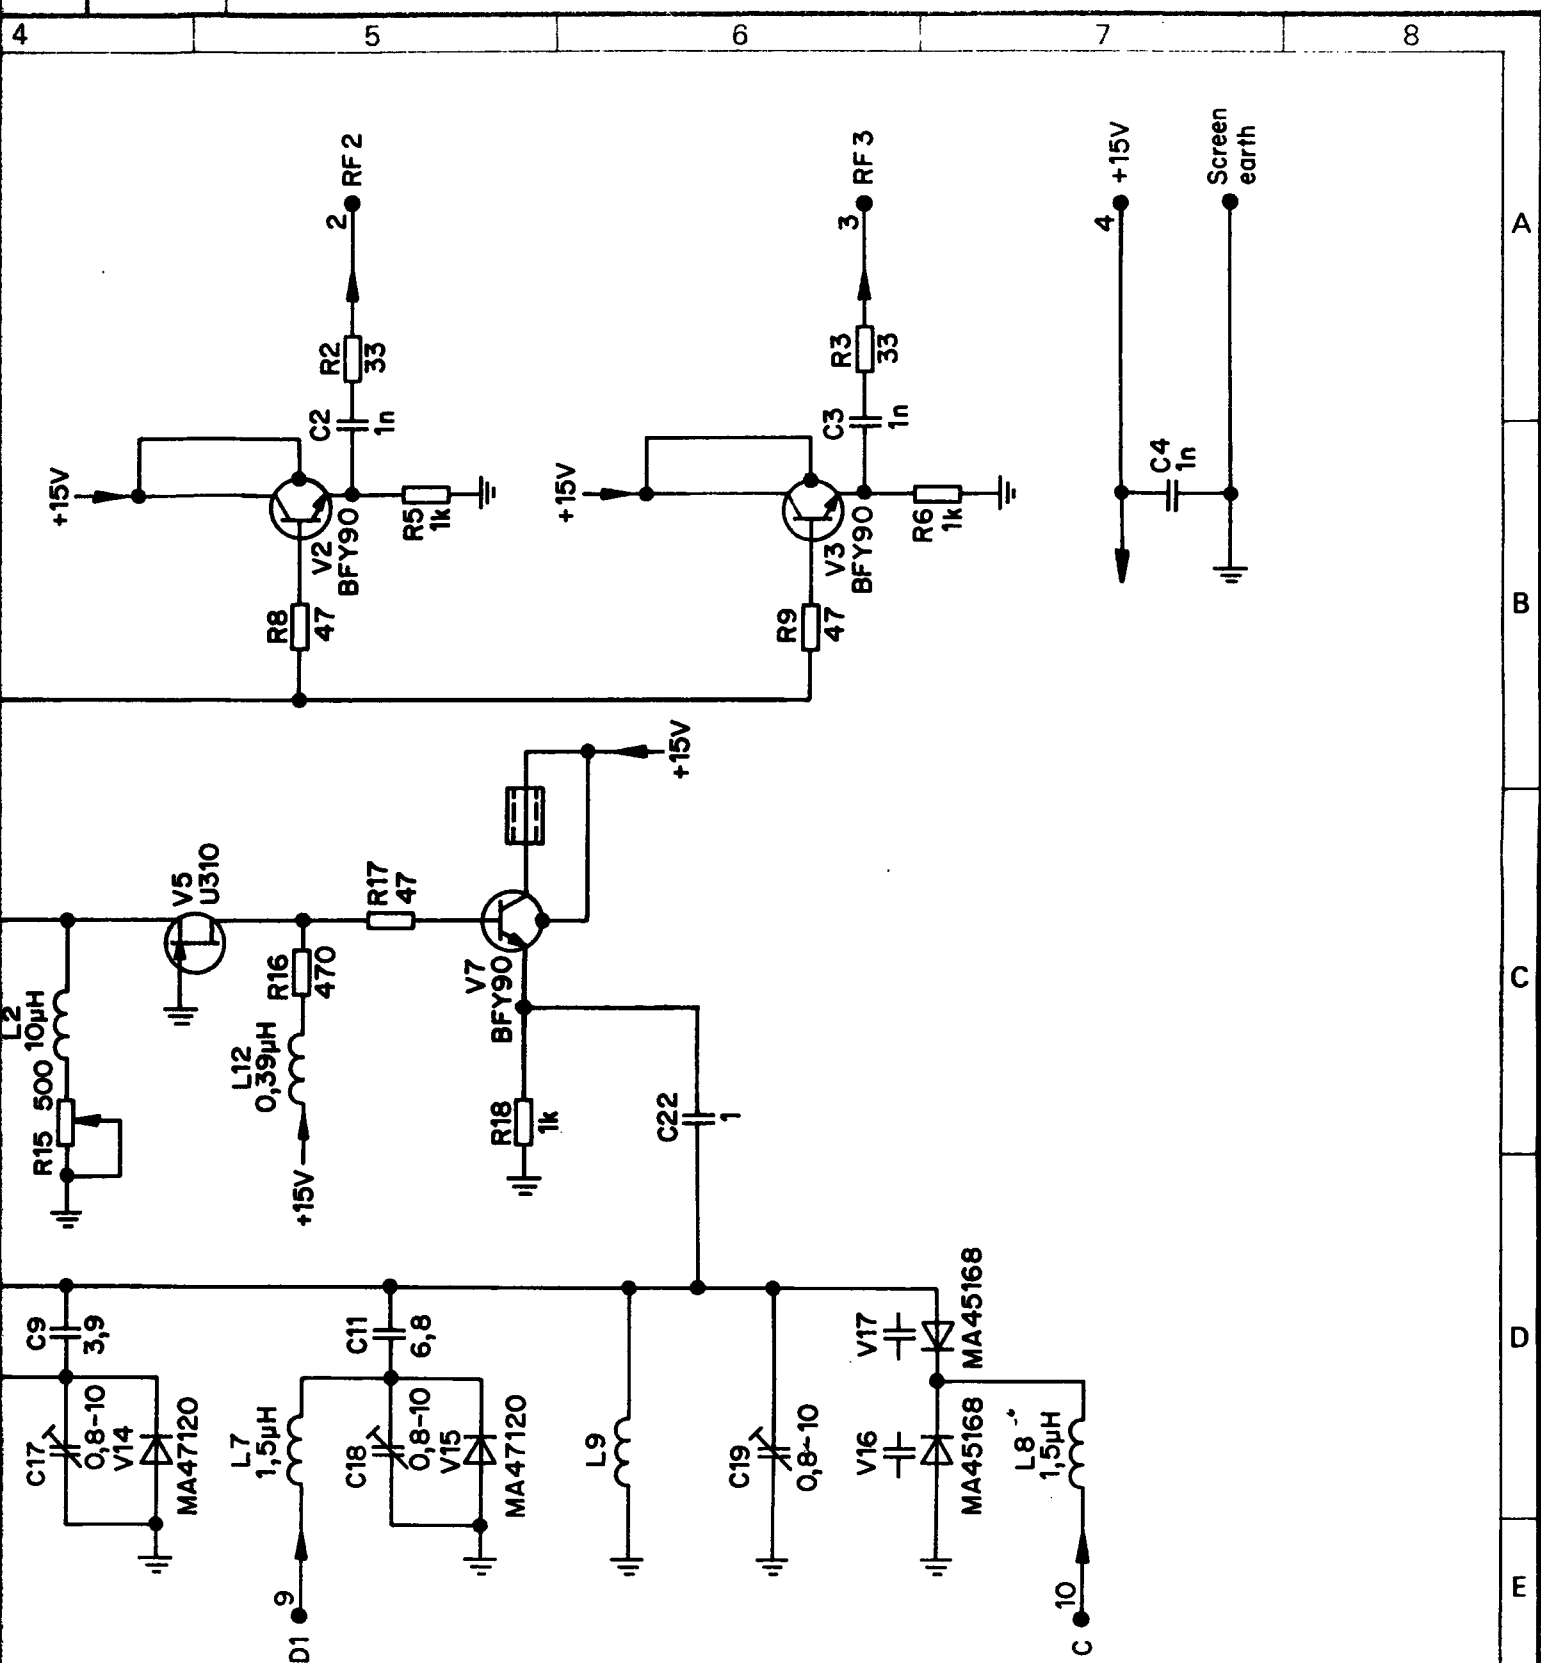 4
5
6
7
8
A
B
C
D
E
2
RF 2
R2
33
C2
1n
+15V
V2
BFY90
R5
1k
R8
47
3
RF 3
R3
33
C3
1n
+15V
V3
BFY90
R6
1k
R9
47
4
+15V
Screen
earth
C4
1n
+15V
V5
U310
R17
47
V7
BFY90
R16
470
L2
10µH
R15 500
L12
0,39µH
+15V
R18
1k
C22
1
C9
3,9
C17
0,8-10
V14
MA47120
L7
1,5µH
C11
6,8
C18
0,8-10
V15
MA47120
L9
C19
0,8-10
V17
MA45168
V16
MA45168
L8
1,5µH
9
D1
10
C